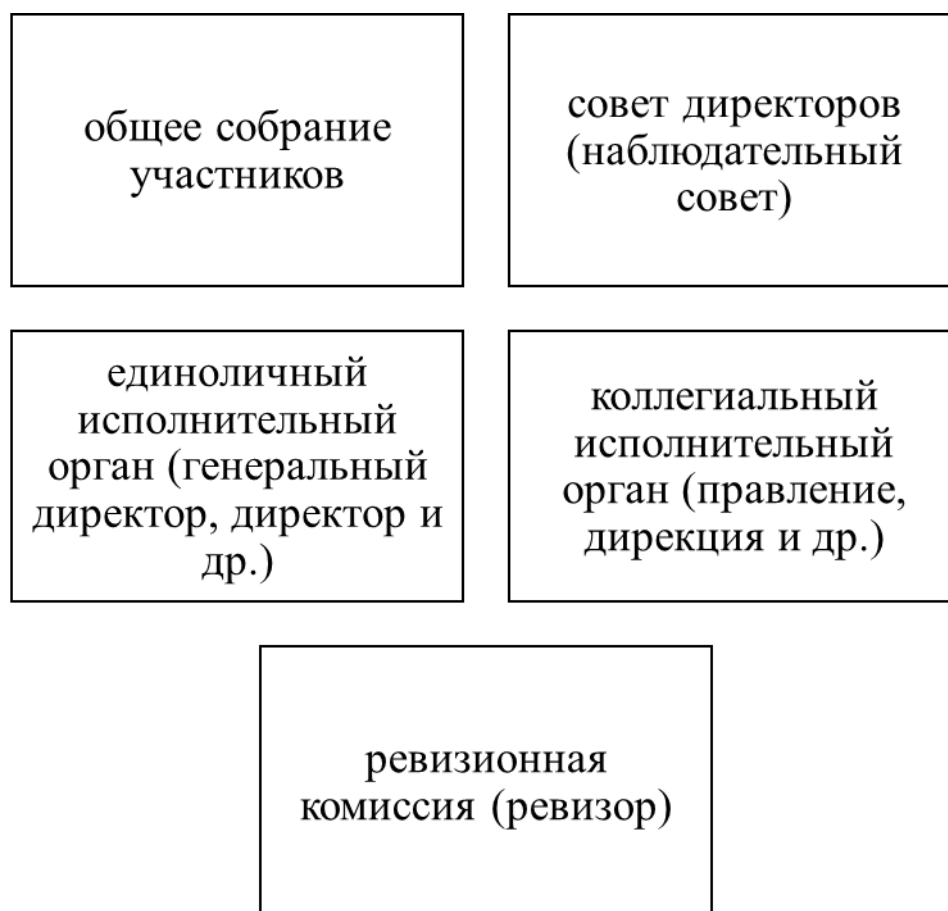 общее собрание
участников
совет директоров
(наблюдательный
совет)
единоличный
исполнительный
орган (генеральный
директор, директор и
др.)
коллегиальный
исполнительный
орган (правление,
дирекция и др.)
ревизионная
комиссия (ревизор)